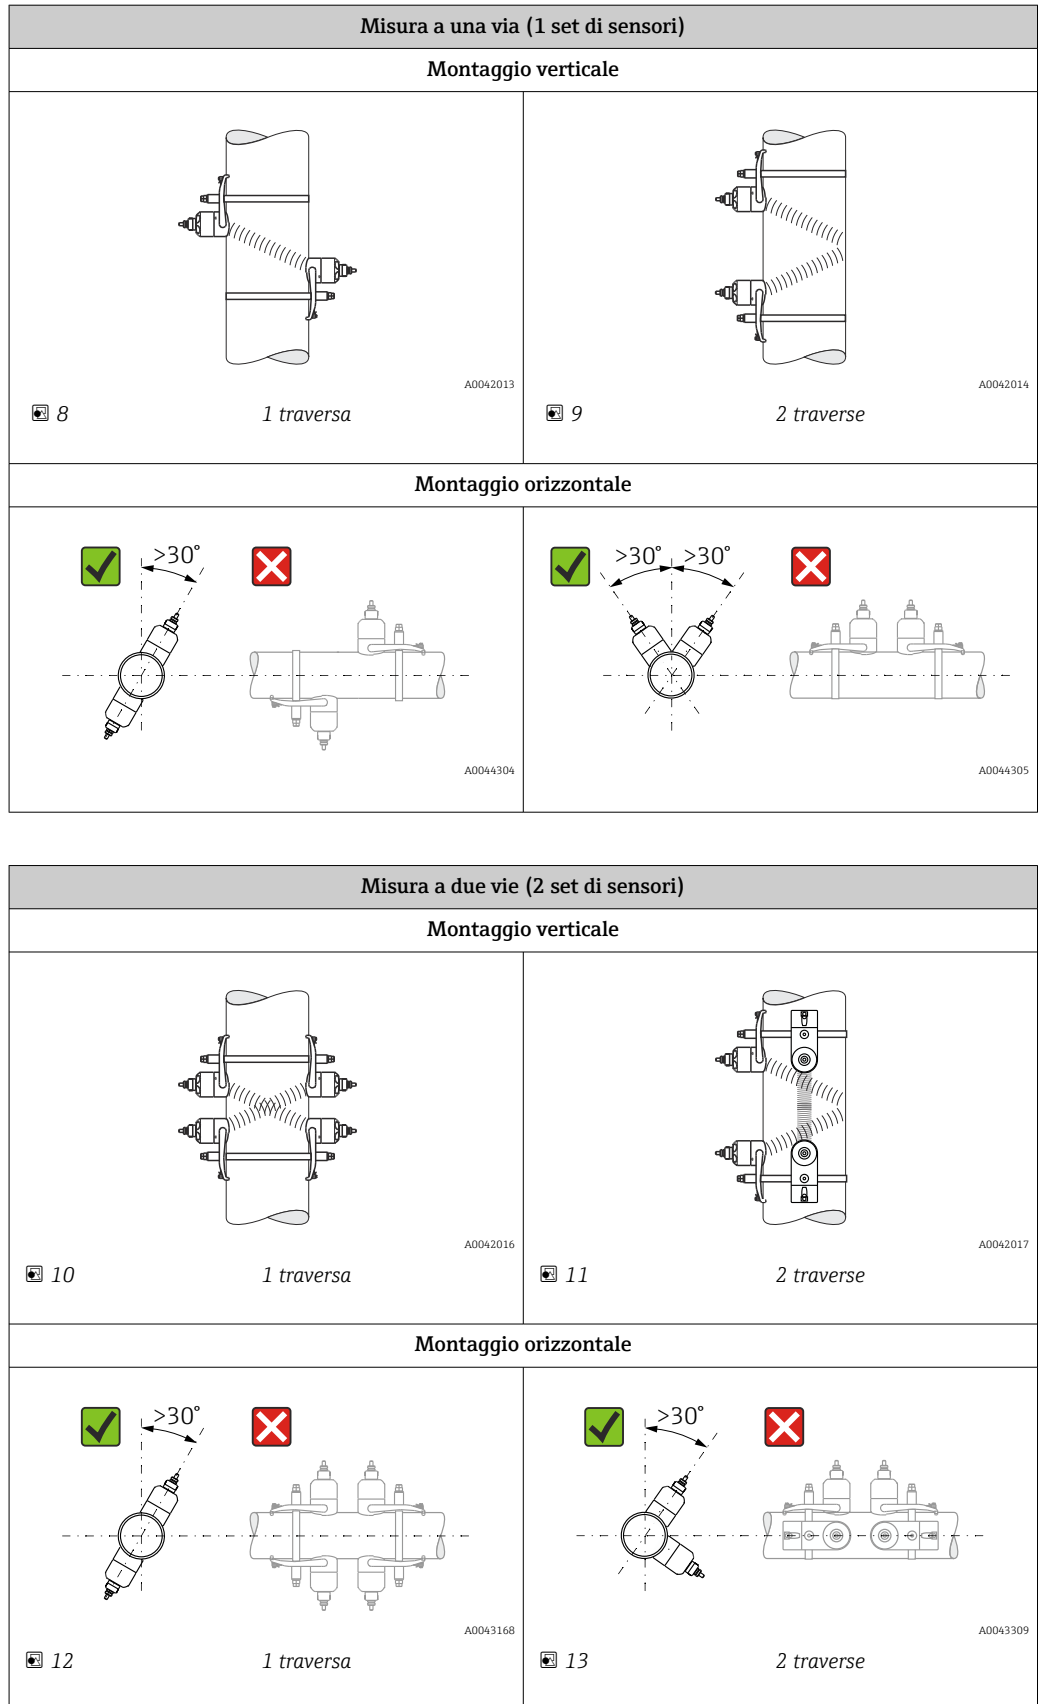 Misura a una via (1 set di sensori)
Montaggio verticale
A0042013
8 1 traversa
A0042014
9 2 traverse
Montaggio orizzontale
>30°
A0044304
>30° >30°
A0044305
Misura a due vie (2 set di sensori)
Montaggio verticale
A0042016
10 1 traversa
A0042017
11 2 traverse
Montaggio orizzontale
>30°
A0043168
12 1 traversa
>30°
A0043309
13 2 traverse